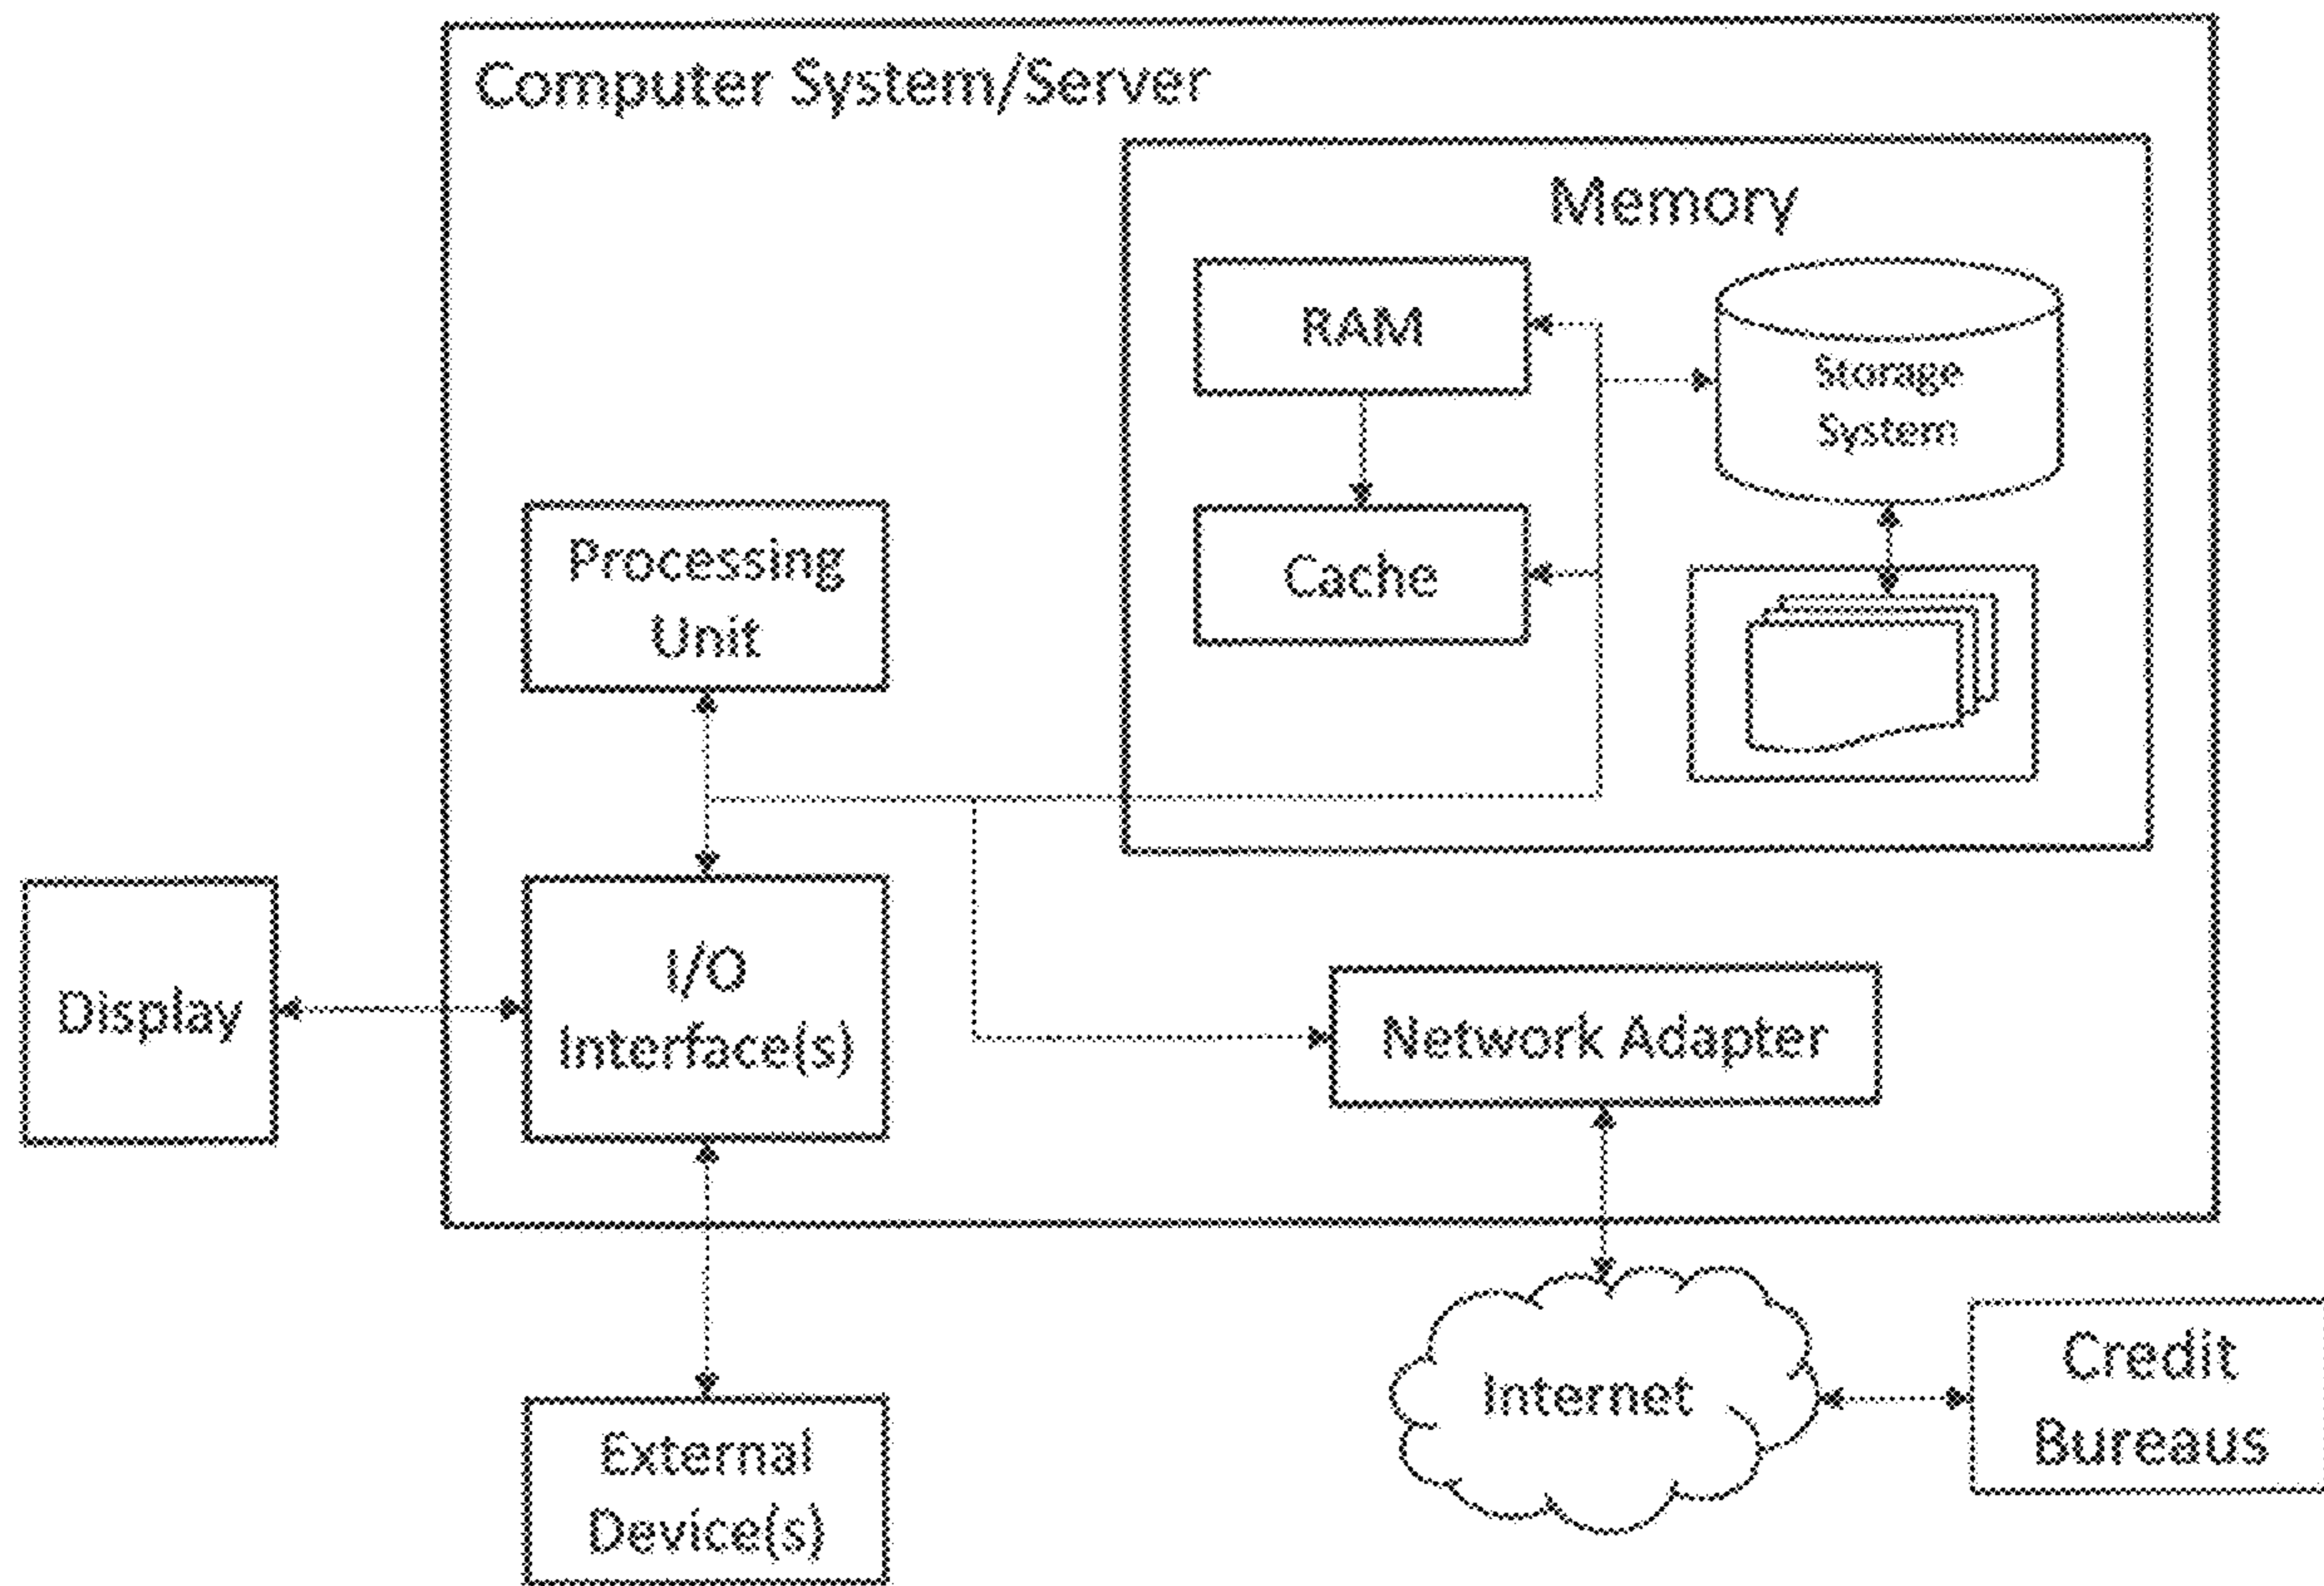 Computer System/Server
Memory
RAM
Storage
System
Cache
Processing
Unit
I/O
Interface(s)
Display
Network Adapter
Internet
Credit
Bureaus
External
Device(s)